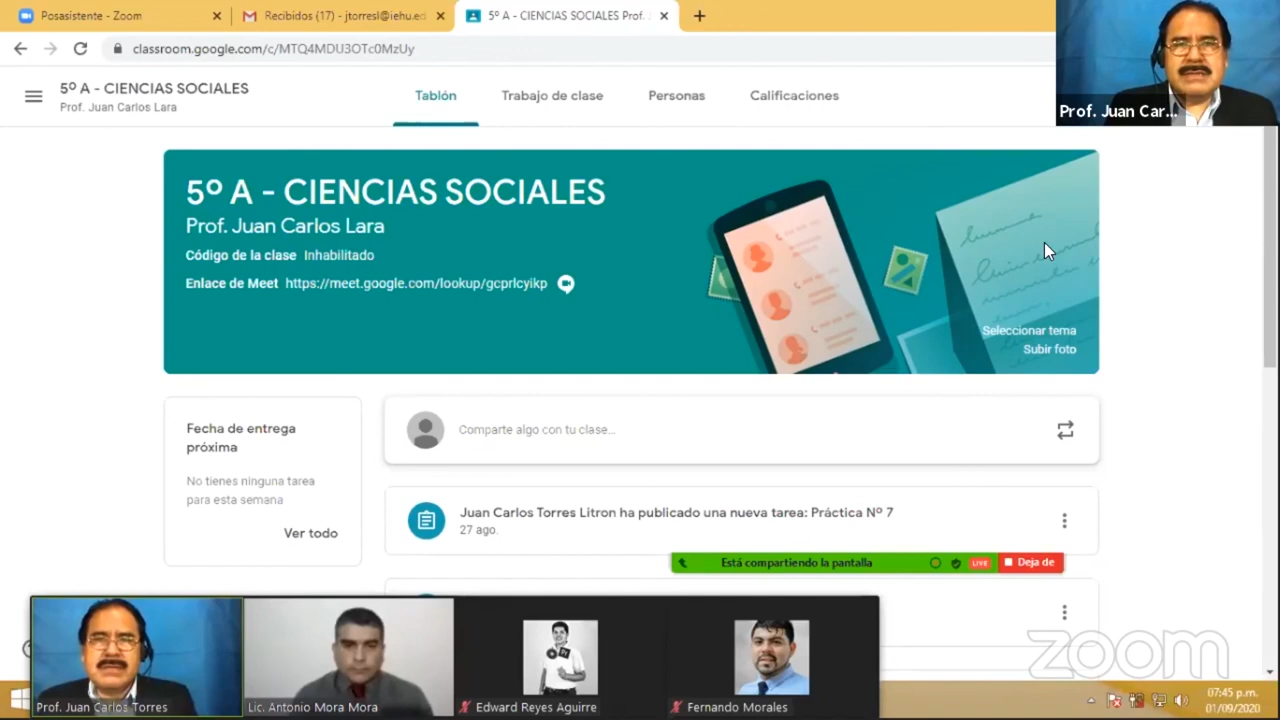 Posasistente - Zoom
Recibidos (17) - jtorresl@iehu.ed
5º A - CIENCIAS SOCIALES Prof.
classroom.google.com/c/MTQ4MDU3OTc0MzUy
5º A - CIENCIAS SOCIALES
Prof. Juan Carlos Lara
Tablón
Trabajo de clase
Personas
Calificaciones
Prof. Juan Car...
5º A - CIENCIAS SOCIALES
Prof. Juan Carlos Lara
Código de la clase Inhabilitado
Enlace de Meet https://meet.google.com/lookup/gcprlcyikp
Seleccionar tema
Subir foto
Fecha de entrega
próxima
No tienes ninguna tarea
para esta semana
Ver todo
Comparte algo con tu clase...
Juan Carlos Torres Litron ha publicado una nueva tarea: Práctica Nº 7
27 ago.
Está compartiendo la pantalla
LIVE
Deja de
zoom
Prof. Juan Carlos Torres
Lic. Antonio Mora Mora
Edward Reyes Aguirre
Fernando Morales
07:45 p.m.
01/09/2020